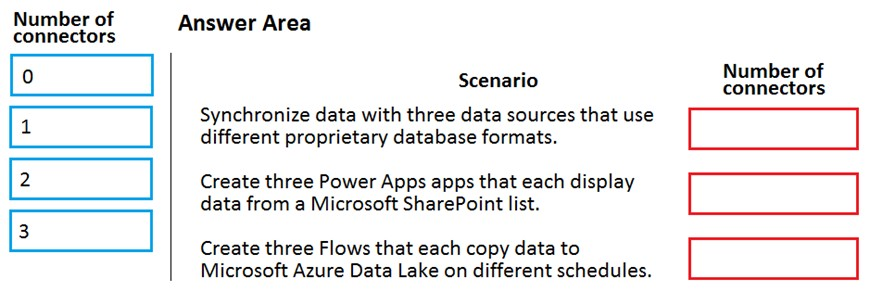 Number of
connectors
0
1
2
3
Answer Area
Scenario
Number of
connectors
Synchronize data with three data sources that use
different proprietary database formats.
Create three Power Apps apps that each display
data from a Microsoft SharePoint list.
Create three Flows that each copy data to
Microsoft Azure Data Lake on different schedules.